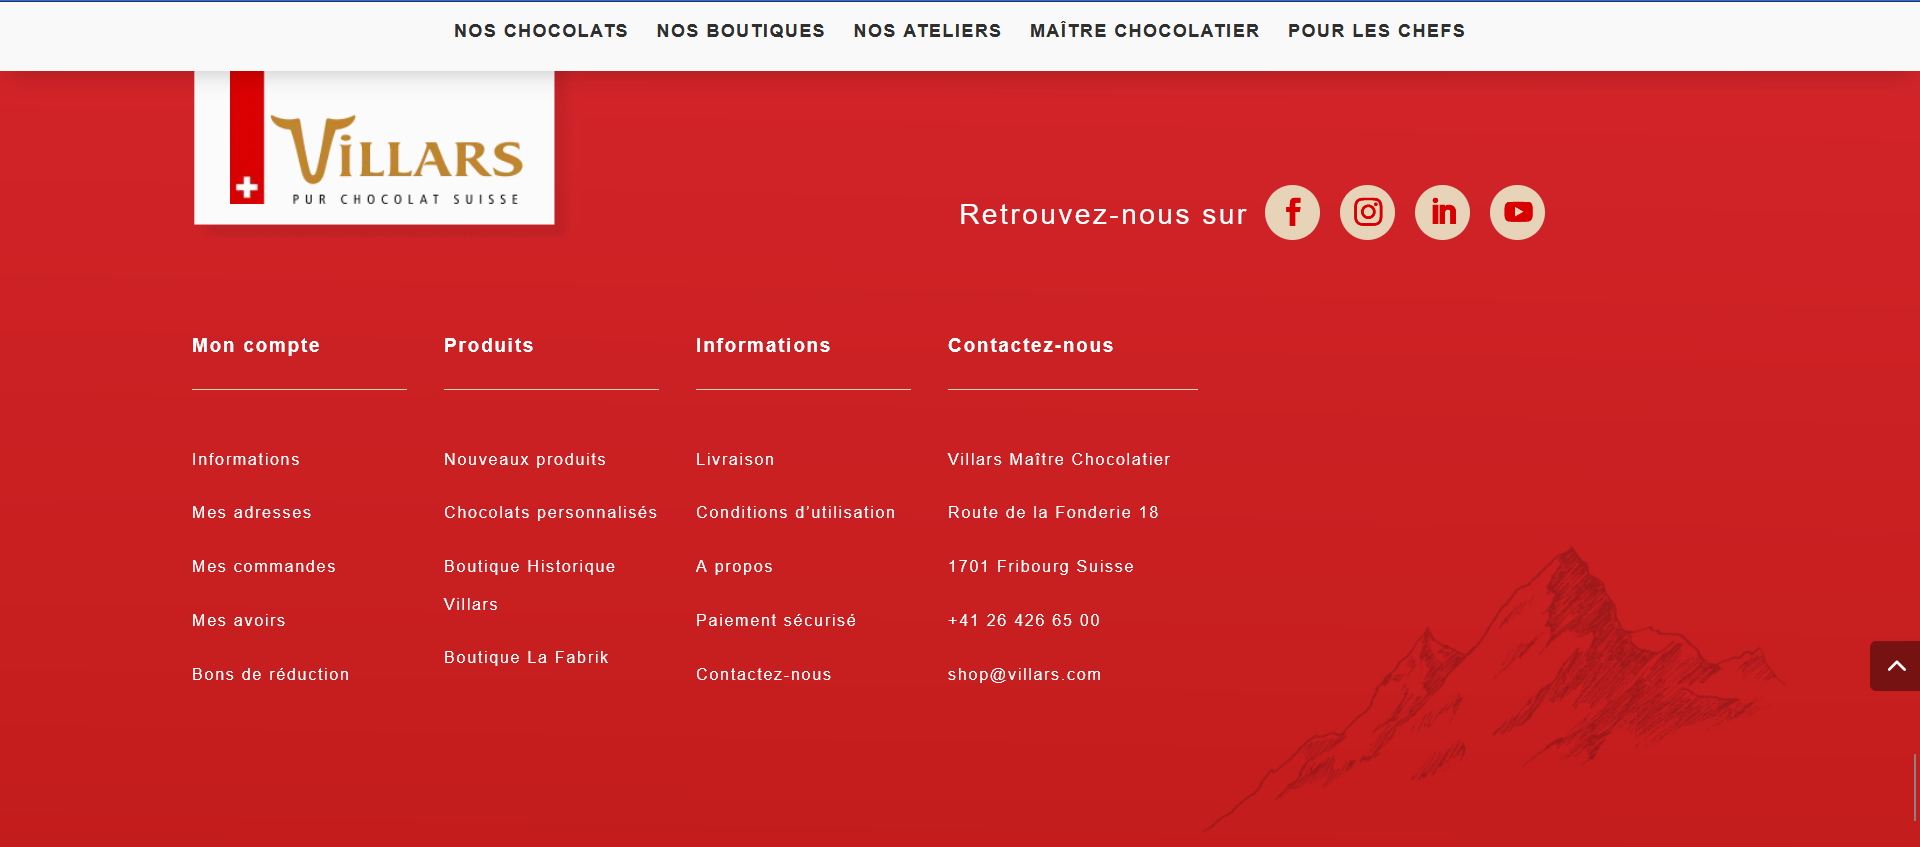 NOS CHOCOLATS NOS BOUTIQUES NOS ATELIERS MAÎTRE CHOCOLATIER POUR LES CHEFS
VILLARS
PUR CHOCOLAT SUISSE
Retrouvez-nous sur
Mon compte
Informations
Mes adresses
Mes commandes
Mes avoirs
Bons de réduction
Produits
Nouveaux produits
Chocolats personnalisés
Boutique Historique
Villars
Boutique La Fabrik
Informations
Livraison
Conditions d’utilisation
A propos
Paiement sécurisé
Contactez-nous
Contactez-nous
Villars Maître Chocolatier
Route de la Fonderie 18
1701 Fribourg Suisse
+41 26 426 65 00
shop@villars.com